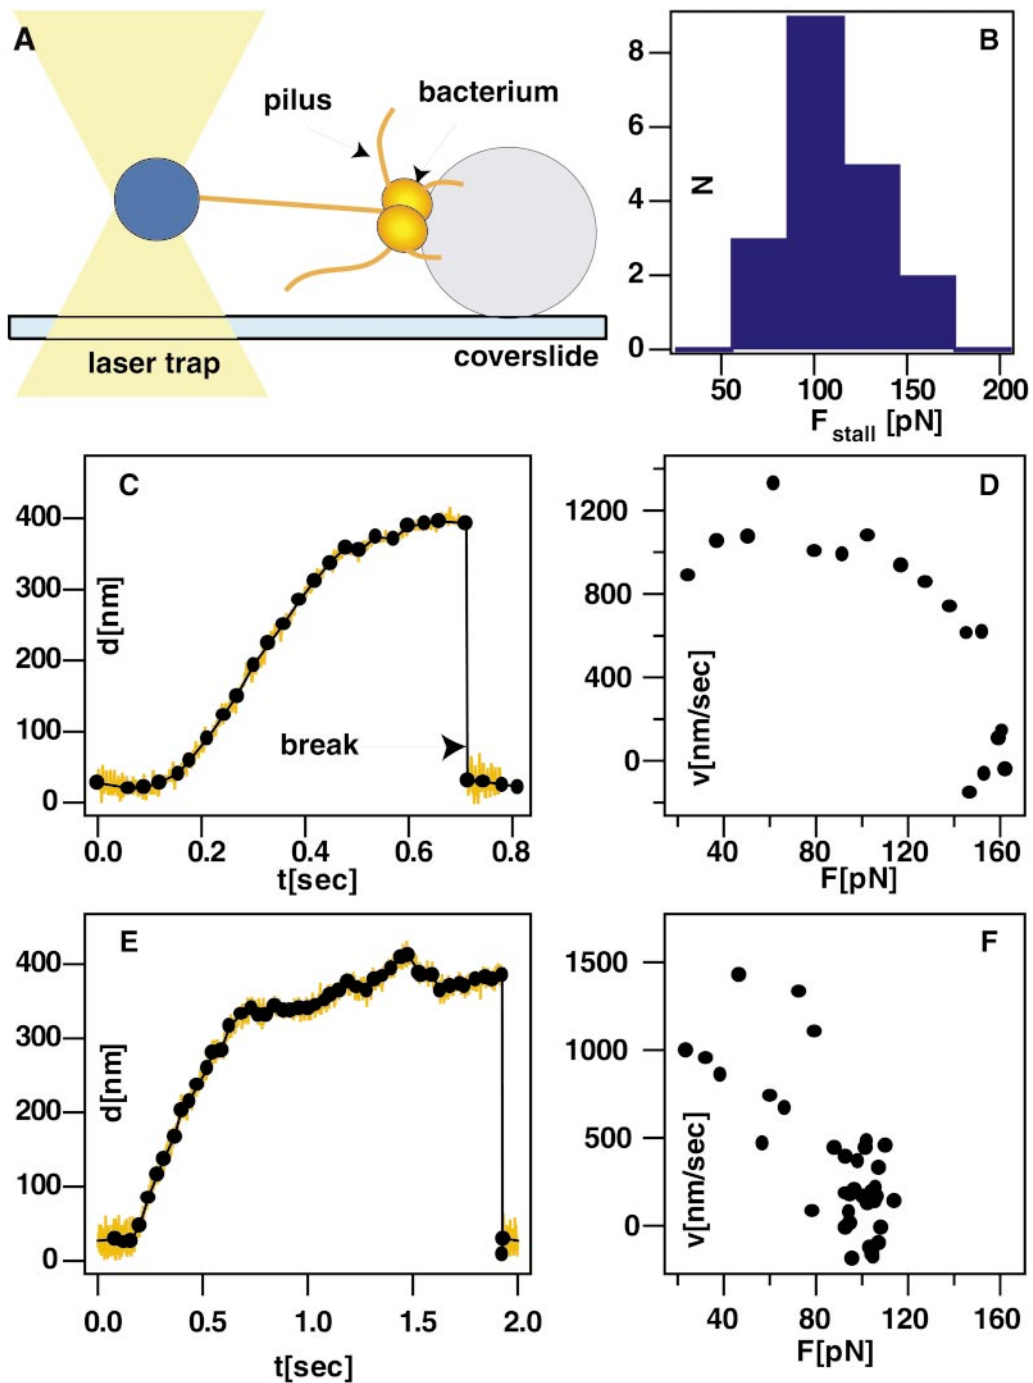 A
pilus
bacterium
laser trap
coverslide
B
8
6
4
2
0
N
50 100 150 200
F stall [pN]
C
400
300
200
100
0
d[nm]
break
0.0 0.2 0.4 0.6 0.8
t[sec]
D
1200
800
400
0
v[nm/sec]
40 80 120 160
F[pN]
E
400
300
200
100
0
d[nm]
0.0 0.5 1.0 1.5 2.0
t[sec]
F
1500
1000
500
0
v[nm/sec]
40 80 120 160
F[pN]